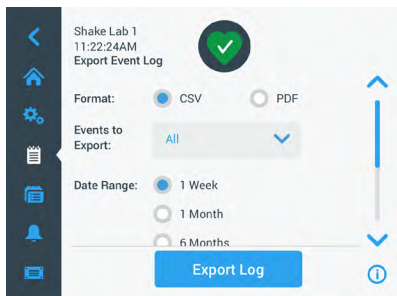 Shake Lab 1
11:22:24AM
Export Event Log
Format: CSV PDF
Events to
Export: All
Date Range: 1 Week
1 Month
6 Months
Export Log